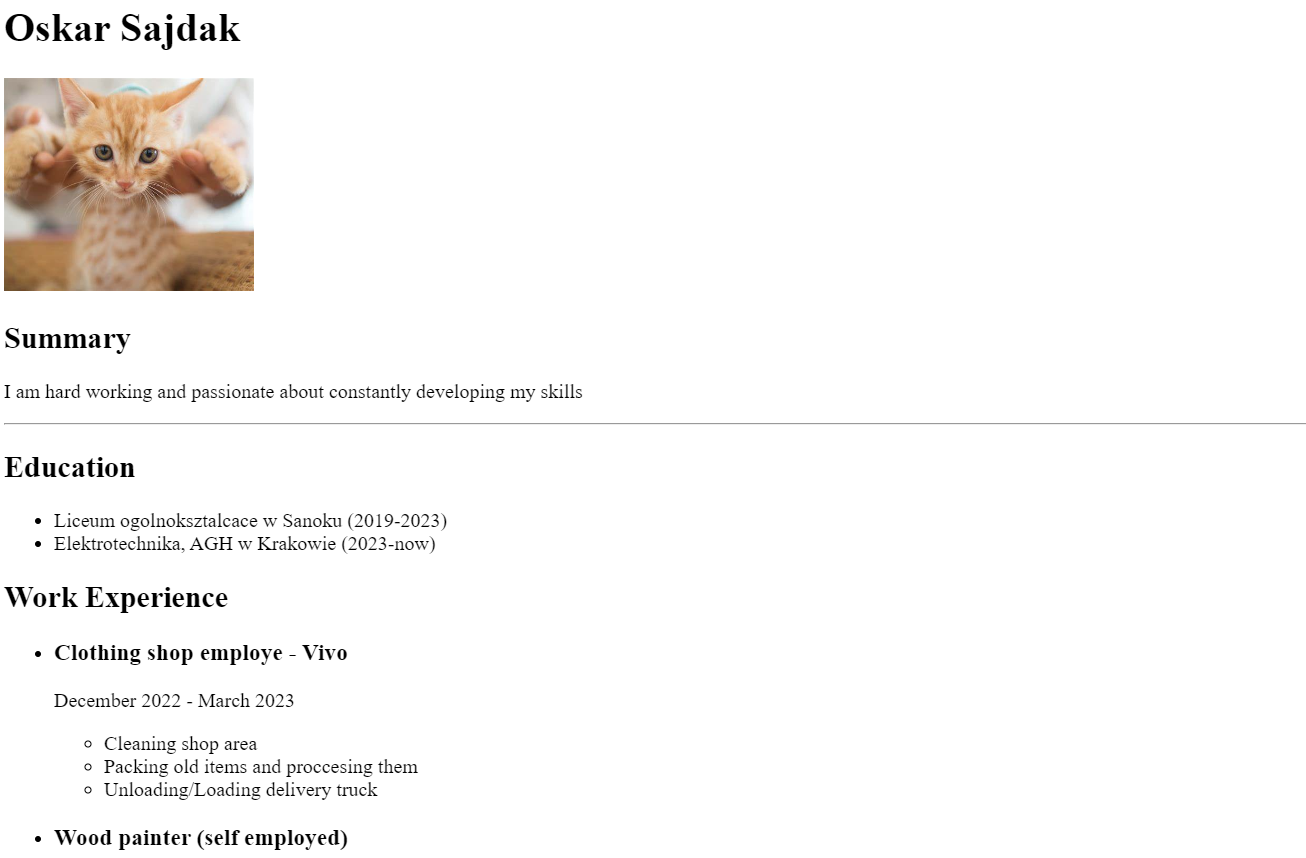 Oskar Sajdak
Summary
I am hard working and passionate about constantly developing my skills
Education
Liceum ogolnoksztalcace w Sanoku (2019-2023)
Elektrotechnika, AGH w Krakowie (2023-now)
Work Experience
Clothing shop employe - Vivo
December 2022 - March 2023
Cleaning shop area
Packing old items and proccesing them
Unloading/Loading delivery truck
Wood painter (self employed)